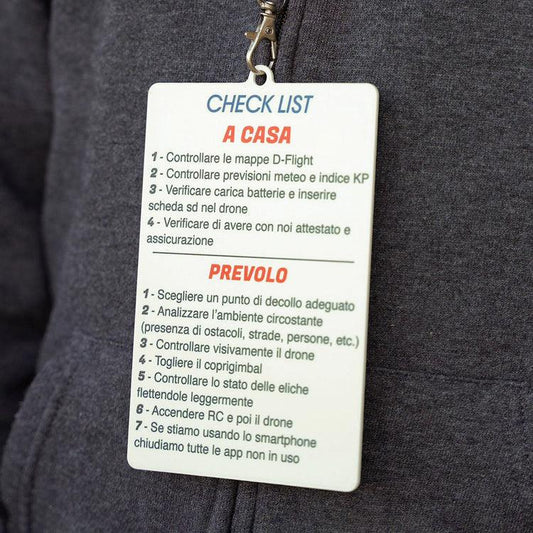 CHECK LIST
A CASA
1 - Controllare le mappe D-Flight
2 - Controllare previsioni meteo e indice KP
3 - Verificare carica batterie e inserire
scheda sd nel drone
4 - Verificare di avere con noi attestato e
assicurazione
PREVOLO
1 - Scegliere un punto di decollo adeguato
2 - Analizzare l'ambiente circostante
(presenza di ostacoli, strade, persone, etc.)
3 - Controllare visivamente il drone
4 - Togliere il coprigimbal
5 - Controllare lo stato delle eliche
flettendole leggermente
6 - Accendere RC e poi il drone
7 - Se stiamo usando lo smartphone
chiudiamo tutte le app non in uso